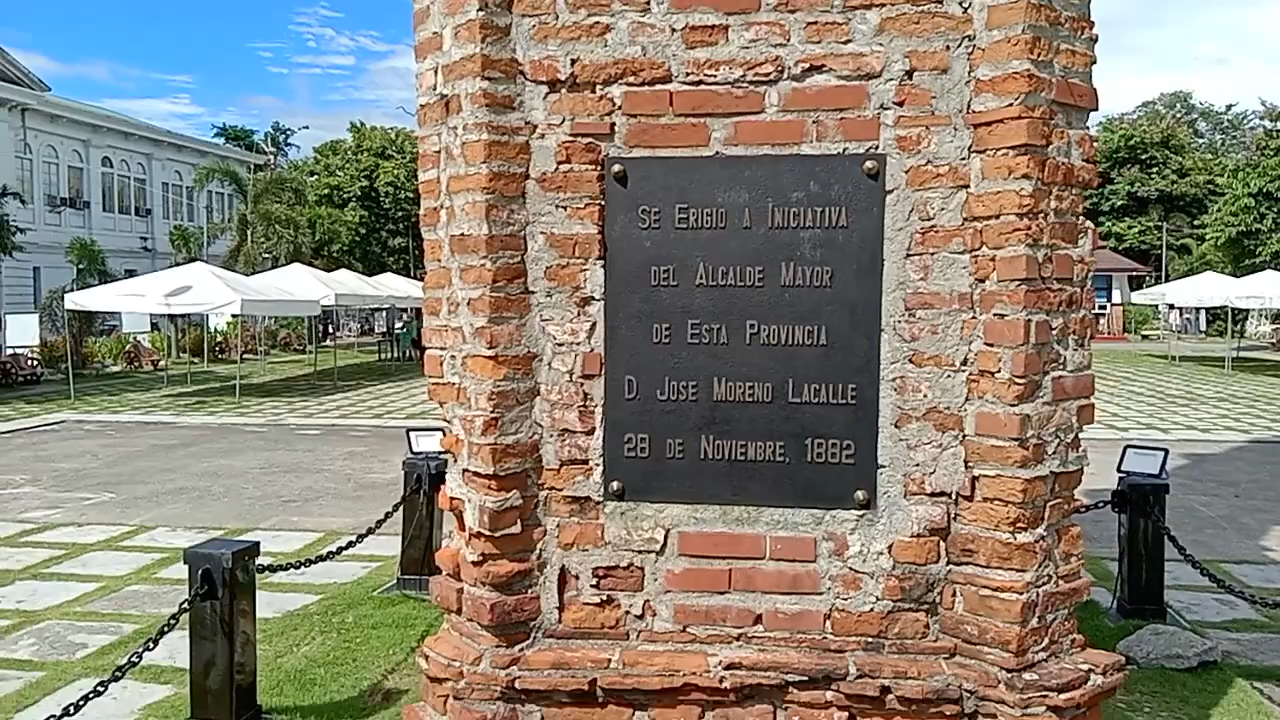 Se Erigio a Iniciativa
del Alcalde Mayor
de Esta Provincia
D. Jose Moreno Lacalle
28 de Noviembre, 1882